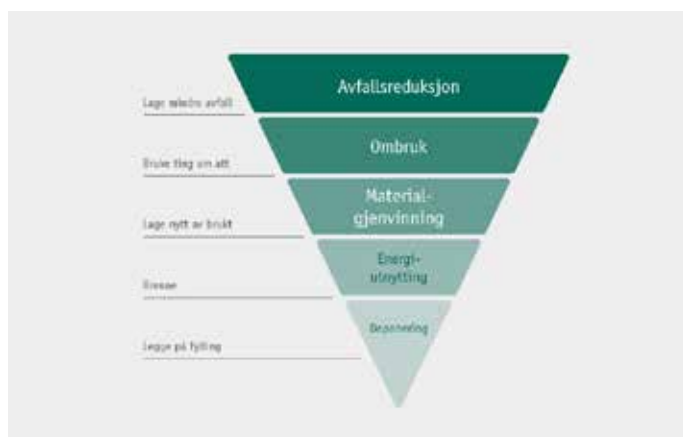 Avfallsreduksjon
Lage mindre avfall
Ombruk
Bruke ting om att
Material-
gjenvinning
Lage nytt av brukt
Energi-
utnytting
Brenne
Deponering
Legge på fylling